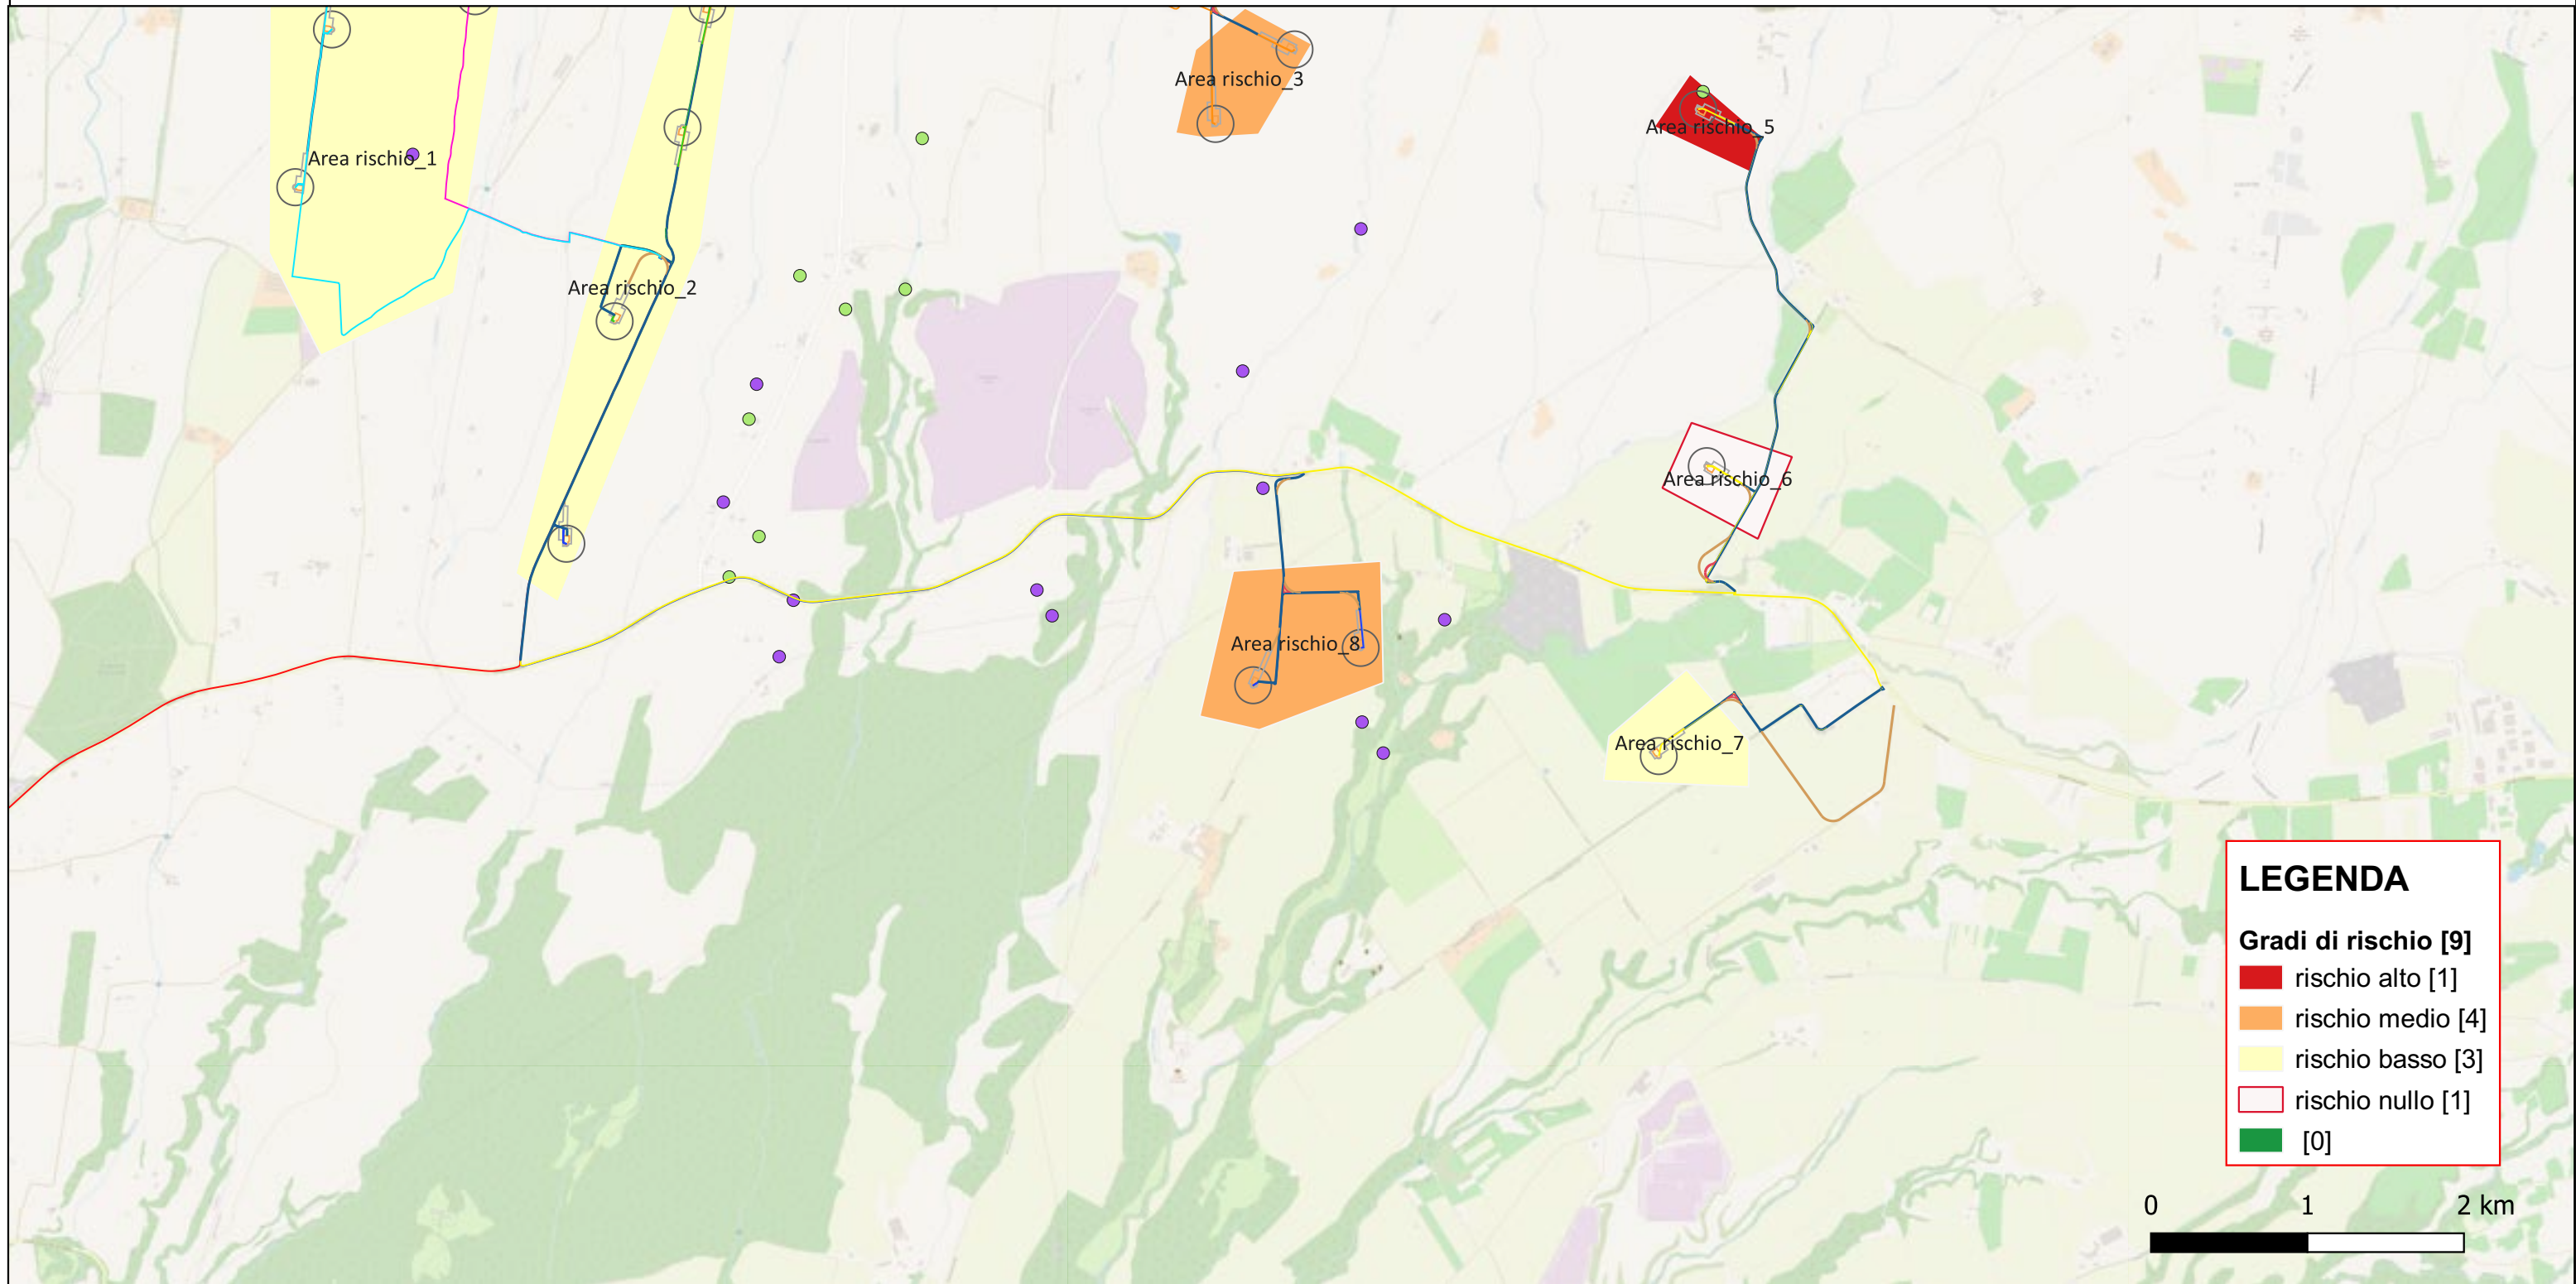 Area rischio_3
Area rischio_5
Area rischio_1
Area rischio_2
Area rischio_6
Area rischio_8
Area rischio_7
LEGENDA
Gradi di rischio [9]
rischio alto [1]
rischio medio [4]
rischio basso [3]
rischio nullo [1]
[0]
0 1 2 km